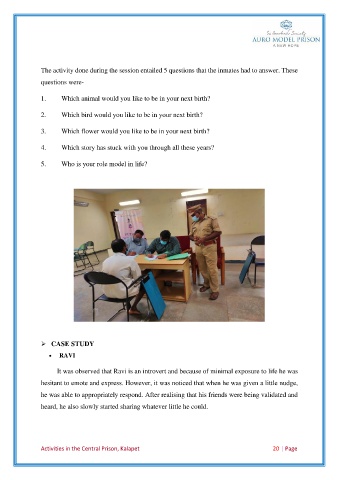 Sri Aurobindo Society
AURO MODEL PRISON
A NEW HOPE
The activity done during the session entailed 5 questions that the inmates had to answer. These
questions were-
1. Which animal would you like to be in your next birth?
2. Which bird would you like to be in your next birth?
3. Which flower would you like to be in your next birth?
4. Which story has stuck with you through all these years?
5. Who is your role model in life?
➢ CASE STUDY
• RAVI
It was observed that Ravi is an introvert and because of minimal exposure to life he was
hesitant to emote and express. However, it was noticed that when he was given a little nudge,
he was able to appropriately respond. After realising that his friends were being validated and
heard, he also slowly started sharing whatever little he could.
Activities in the Central Prison, Kalapet 20 | Page